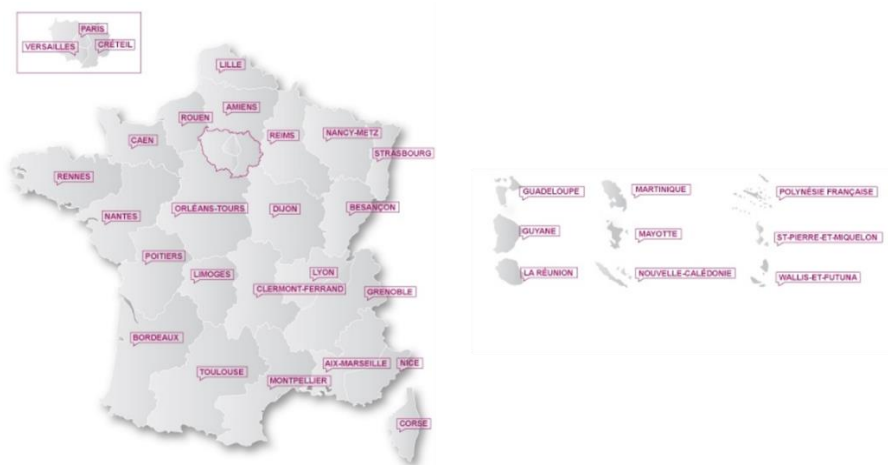 PARIS
VERSAILLES
CRÉTEIL
LILLE
AMIENS
ROUEN
CAEN
REIMS
NANCY-METZ
STRASBOURG
RENNES
NANTES
ORLÉANS-TOURS
DIJON
BESANÇON
POITIERS
LIMOGES
LYON
CLERMONT-FERRAND
GRENOBLE
BORDEAUX
TOULOUSE
MONTPELLIER
AIX-MARSEILLE
NICE
CORSE
GUADELOUPE
MARTINIQUE
POLYNÉSIE FRANÇAISE
GUYANE
MAYOTTE
ST-PIERRE-ET-MIQUELON
LA RÉUNION
NOUVELLE-CALÉDONIE
WALLIS-ET-FUTUNA